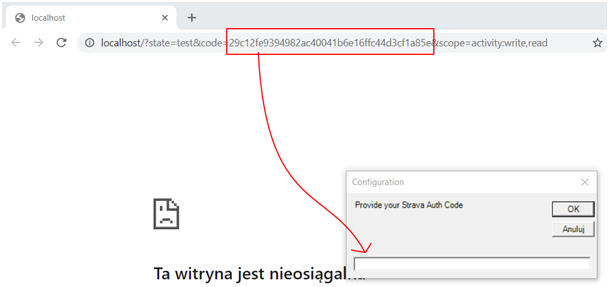 localhost
localhost/?state=test&code=29c12fe9394982ac40041b6e16ffc44d3cf1a85e&scope=activity:write,read
Configuration
Provide your Strava Auth Code
OK
Anuluj
Ta witryna jest nieosiągalna